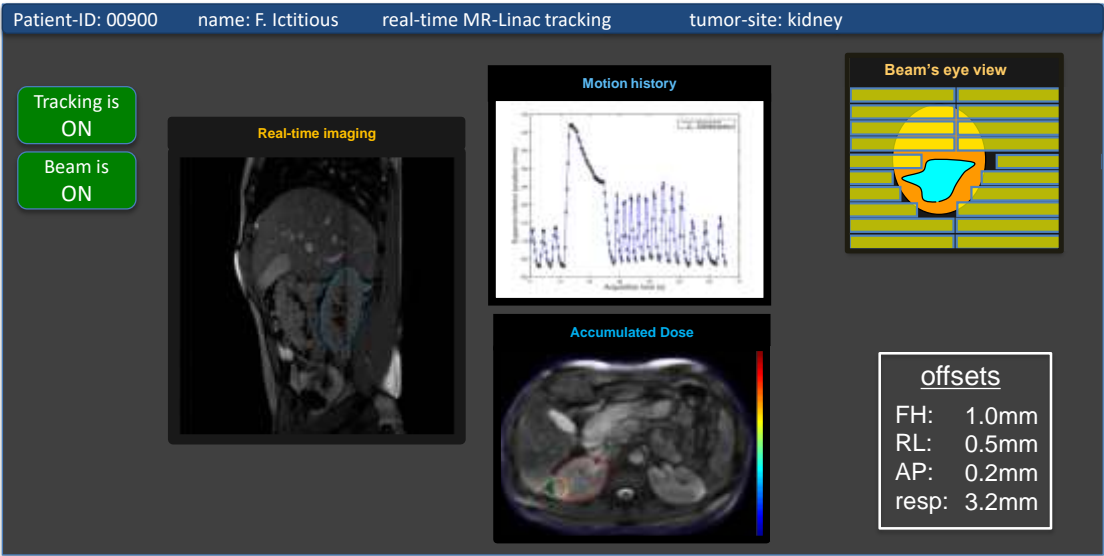 Patient-ID: 00900 name: F. Ictitious real-time MR-Linac tracking tumor-site: kidney
Tracking is
ON
Beam is
ON
Real-time imaging
Motion history
Acquisition time (s)
Accumulated Dose
Beam's eye view
offsets
FH: 1.0mm
RL: 0.5mm
AP: 0.2mm
resp: 3.2mm